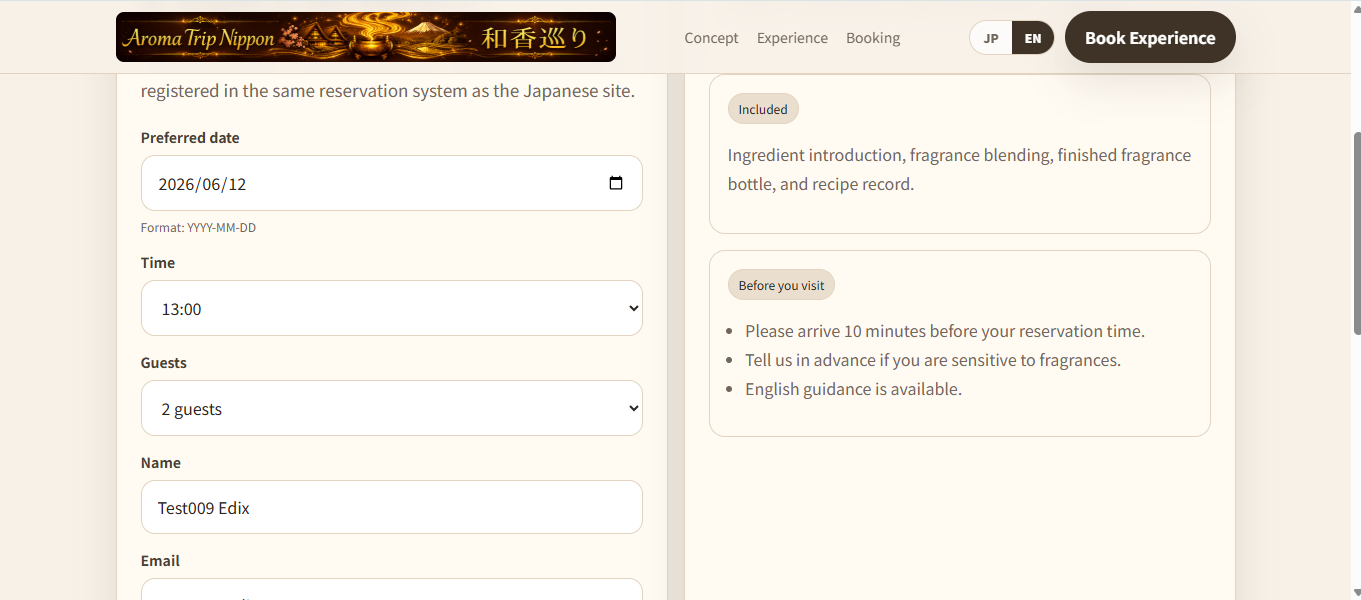 Aroma Trip Nippon
和香巡り
Concept
Experience
Booking
JP
EN
Book Experience
registered in the same reservation system as the Japanese site.
Preferred date
2026/06/12
Format: YYYY-MM-DD
Time
13:00
Guests
2 guests
Name
Test009 Edix
Email
Included
Ingredient introduction, fragrance blending, finished fragrance
bottle, and recipe record.
Before you visit
Please arrive 10 minutes before your reservation time.
Tell us in advance if you are sensitive to fragrances.
English guidance is available.